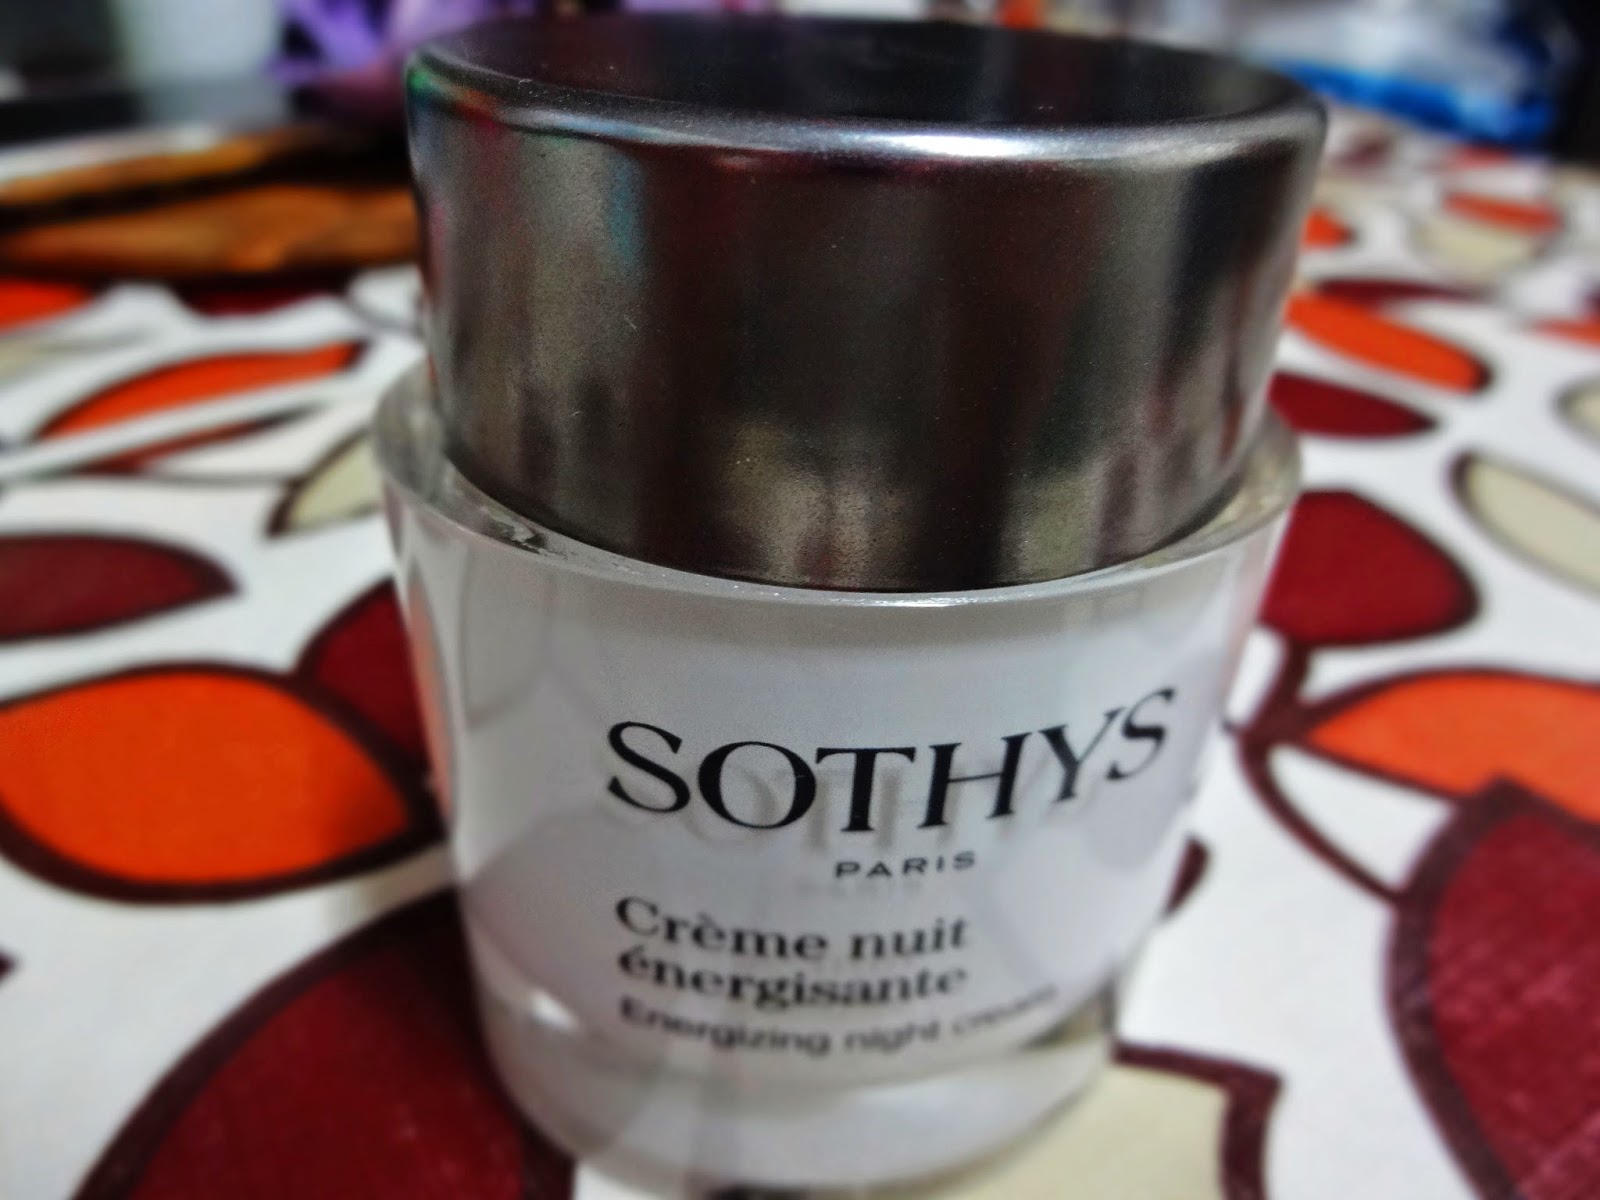 SOTHYS
PARIS
Crème nuit
énergisante
Energizing night cream